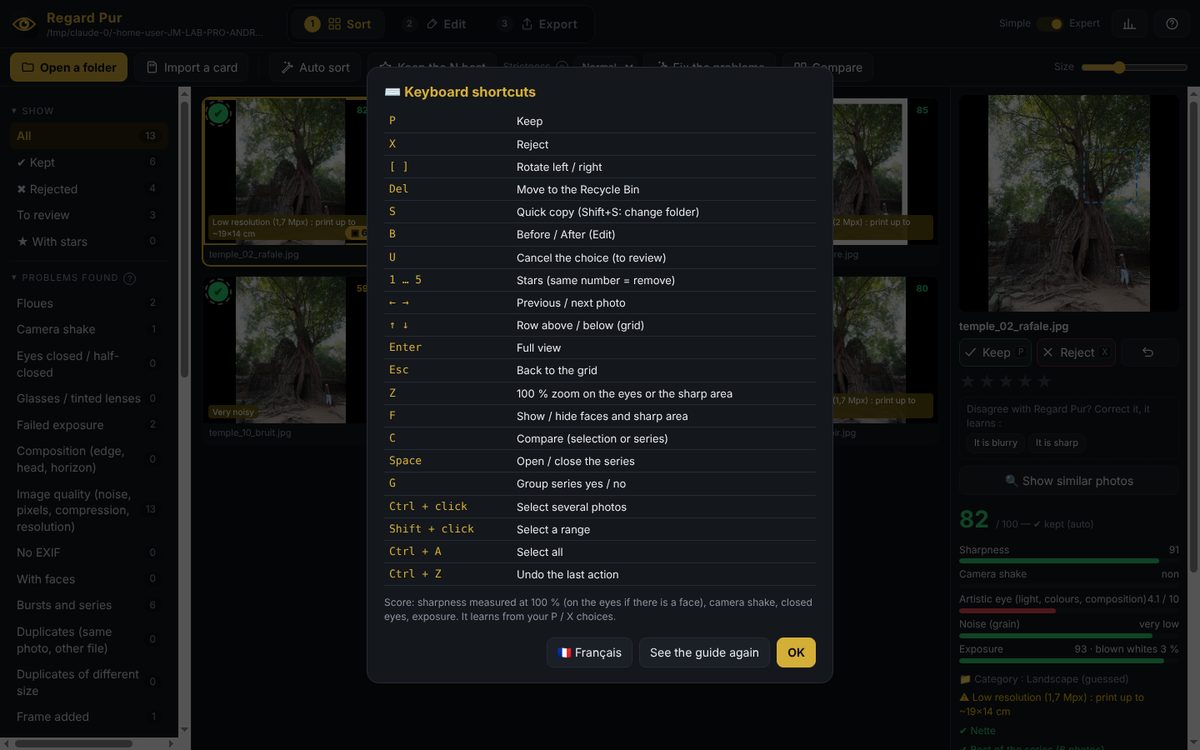 Regard Pur
/tmp/claude-0/-home-user-JM-LAB-PRO-ANDR...
1 Sort
2 Edit
3 Export
Simple Expert
Open a folder
Import a card
Auto sort
Keep the N best
Strictness
Normal
Fix the problems
Compare
Size
SHOW
All 13
✔ Kept 6
✖ Rejected 4
To review 3
★ With stars 0
PROBLEMS FOUND ?
Floues 2
Camera shake 1
Eyes closed / half-
closed 0
Glasses / tinted lenses 0
Failed exposure 2
Composition (edge,
head, horizon) 0
Image quality (noise,
pixels, compression,
resolution) 13
No EXIF 0
With faces 0
Bursts and series 6
Duplicates (same
photo, other file) 0
Duplicates of different
size 0
Frame added 1
82
Low resolution (1,7 Mpx) : print up to
~19×14 cm
temple_02_rafale.jpg
59
Very noisy
temple_10_bruit.jpg
85
80
⌨ Keyboard shortcuts
P Keep
X Reject
[ ] Rotate left / right
Del Move to the Recycle Bin
S Quick copy (Shift+S: change folder)
B Before / After (Edit)
U Cancel the choice (to review)
1 … 5 Stars (same number = remove)
← → Previous / next photo
↑ ↓ Row above / below (grid)
Enter Full view
Esc Back to the grid
Z 100 % zoom on the eyes or the sharp area
F Show / hide faces and sharp area
C Compare (selection or series)
Space Open / close the series
G Group series yes / no
Ctrl + click Select several photos
Shift + click Select a range
Ctrl + A Select all
Ctrl + Z Undo the last action
Score: sharpness measured at 100 % (on the eyes if there is a face), camera shake, closed
eyes, exposure. It learns from your P / X choices.
🇫🇷 Français
See the guide again
OK
temple_02_rafale.jpg
Keep P
Reject X
Disagree with Regard Pur? Correct it, it
learns :
It is blurry
It is sharp
🔍 Show similar photos
82 / 100 — ✔ kept (auto)
Sharpness 91
Camera shake non
Artistic eye (light, colours, composition) 4.1 / 10
Noise (grain) very low
Exposure 93 · blown whites 3 %
📁 Category : Landscape (guessed)
⚠ Low resolution (1,7 Mpx) : print up to
~19×14 cm
✔ Nette